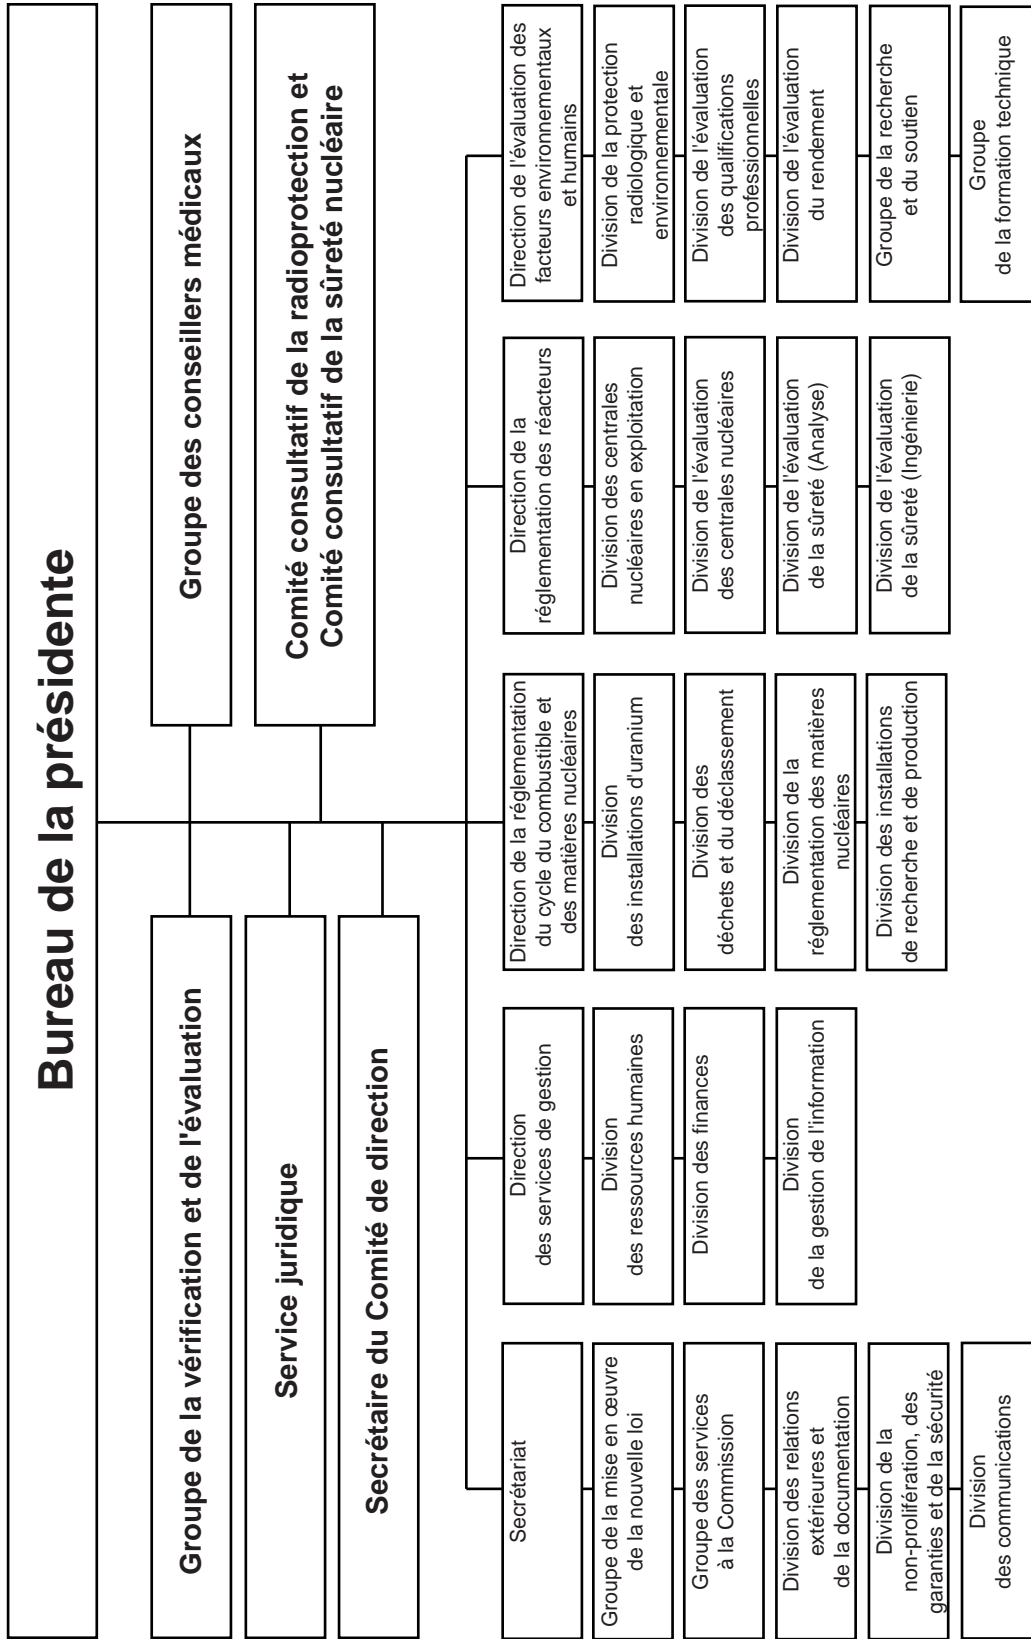 Bureau de la présidente
Groupe de la vérification et de l'évaluation
Groupe des conseillers médicaux
Service juridique
Comité consultatif de la radioprotection et
Comité consultatif de la sûreté nucléaire
Secrétaire du Comité de direction
Secrétariat
Groupe de la mise en œuvre
de la nouvelle loi
Groupe des services
à la Commission
Division des relations
extérieures et
de la documentation
Division de la
non-prolifération, des
garanties et de la sécurité
Division
des communications
Direction
des services de gestion
Division
des ressources humaines
Division des finances
Division
de la gestion de l'information
Direction de la réglementation
du cycle du combustible et
des matières nucléaires
Division
des installations d'uranium
Division des
déchets et du déclassement
Division de la
réglementation des matières
nucléaires
Division des installations
de recherche et de production
Direction de la
réglementation des réacteurs
Division des centrales
nucléaires en exploitation
Division de l'évaluation
des centrales nucléaires
Division de l'évaluation
de la sûreté (Analyse)
Division de l'évaluation
de la sûreté (Ingénierie)
Direction de l'évaluation des
facteurs environnementaux
et humains
Division de la protection
radiologique et
environnementale
Division de l'évaluation
des qualifications
professionnelles
Division de l'évaluation
du rendement
Groupe de la recherche
et du soutien
Groupe
de la formation technique